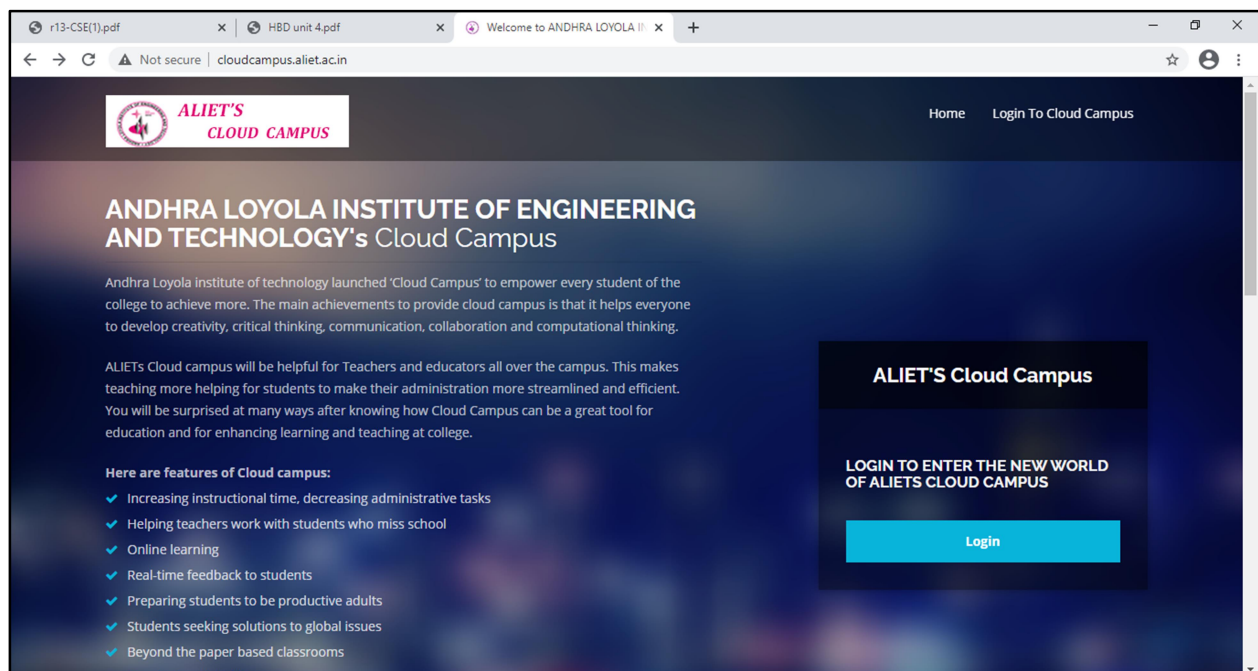 r13-CSE(1).pdf
HBD unit 4.pdf
Welcome to ANDHRA LOYOLA IN
Not secure | cloudcampus.aliet.ac.in
ALIET'S
CLOUD CAMPUS
Home
Login To Cloud Campus
ANDHRA LOYOLA INSTITUTE OF ENGINEERING
AND TECHNOLOGY's Cloud Campus
Andhra Loyola institute of technology launched 'Cloud Campus' to empower every student of the
college to achieve more. The main achievements to provide cloud campus is that it helps everyone
to develop creativity, critical thinking, communication, collaboration and computational thinking.
ALIETs Cloud campus will be helpful for Teachers and educators all over the campus. This makes
teaching more helping for students to make their administration more streamlined and efficient.
You will be surprised at many ways after knowing how Cloud Campus can be a great tool for
education and for enhancing learning and teaching at college.
Here are features of Cloud campus:
Increasing instructional time, decreasing administrative tasks
Helping teachers work with students who miss school
Online learning
Real-time feedback to students
Preparing students to be productive adults
Students seeking solutions to global issues
Beyond the paper based classrooms
ALIET'S Cloud Campus
LOGIN TO ENTER THE NEW WORLD
OF ALIETS CLOUD CAMPUS
Login